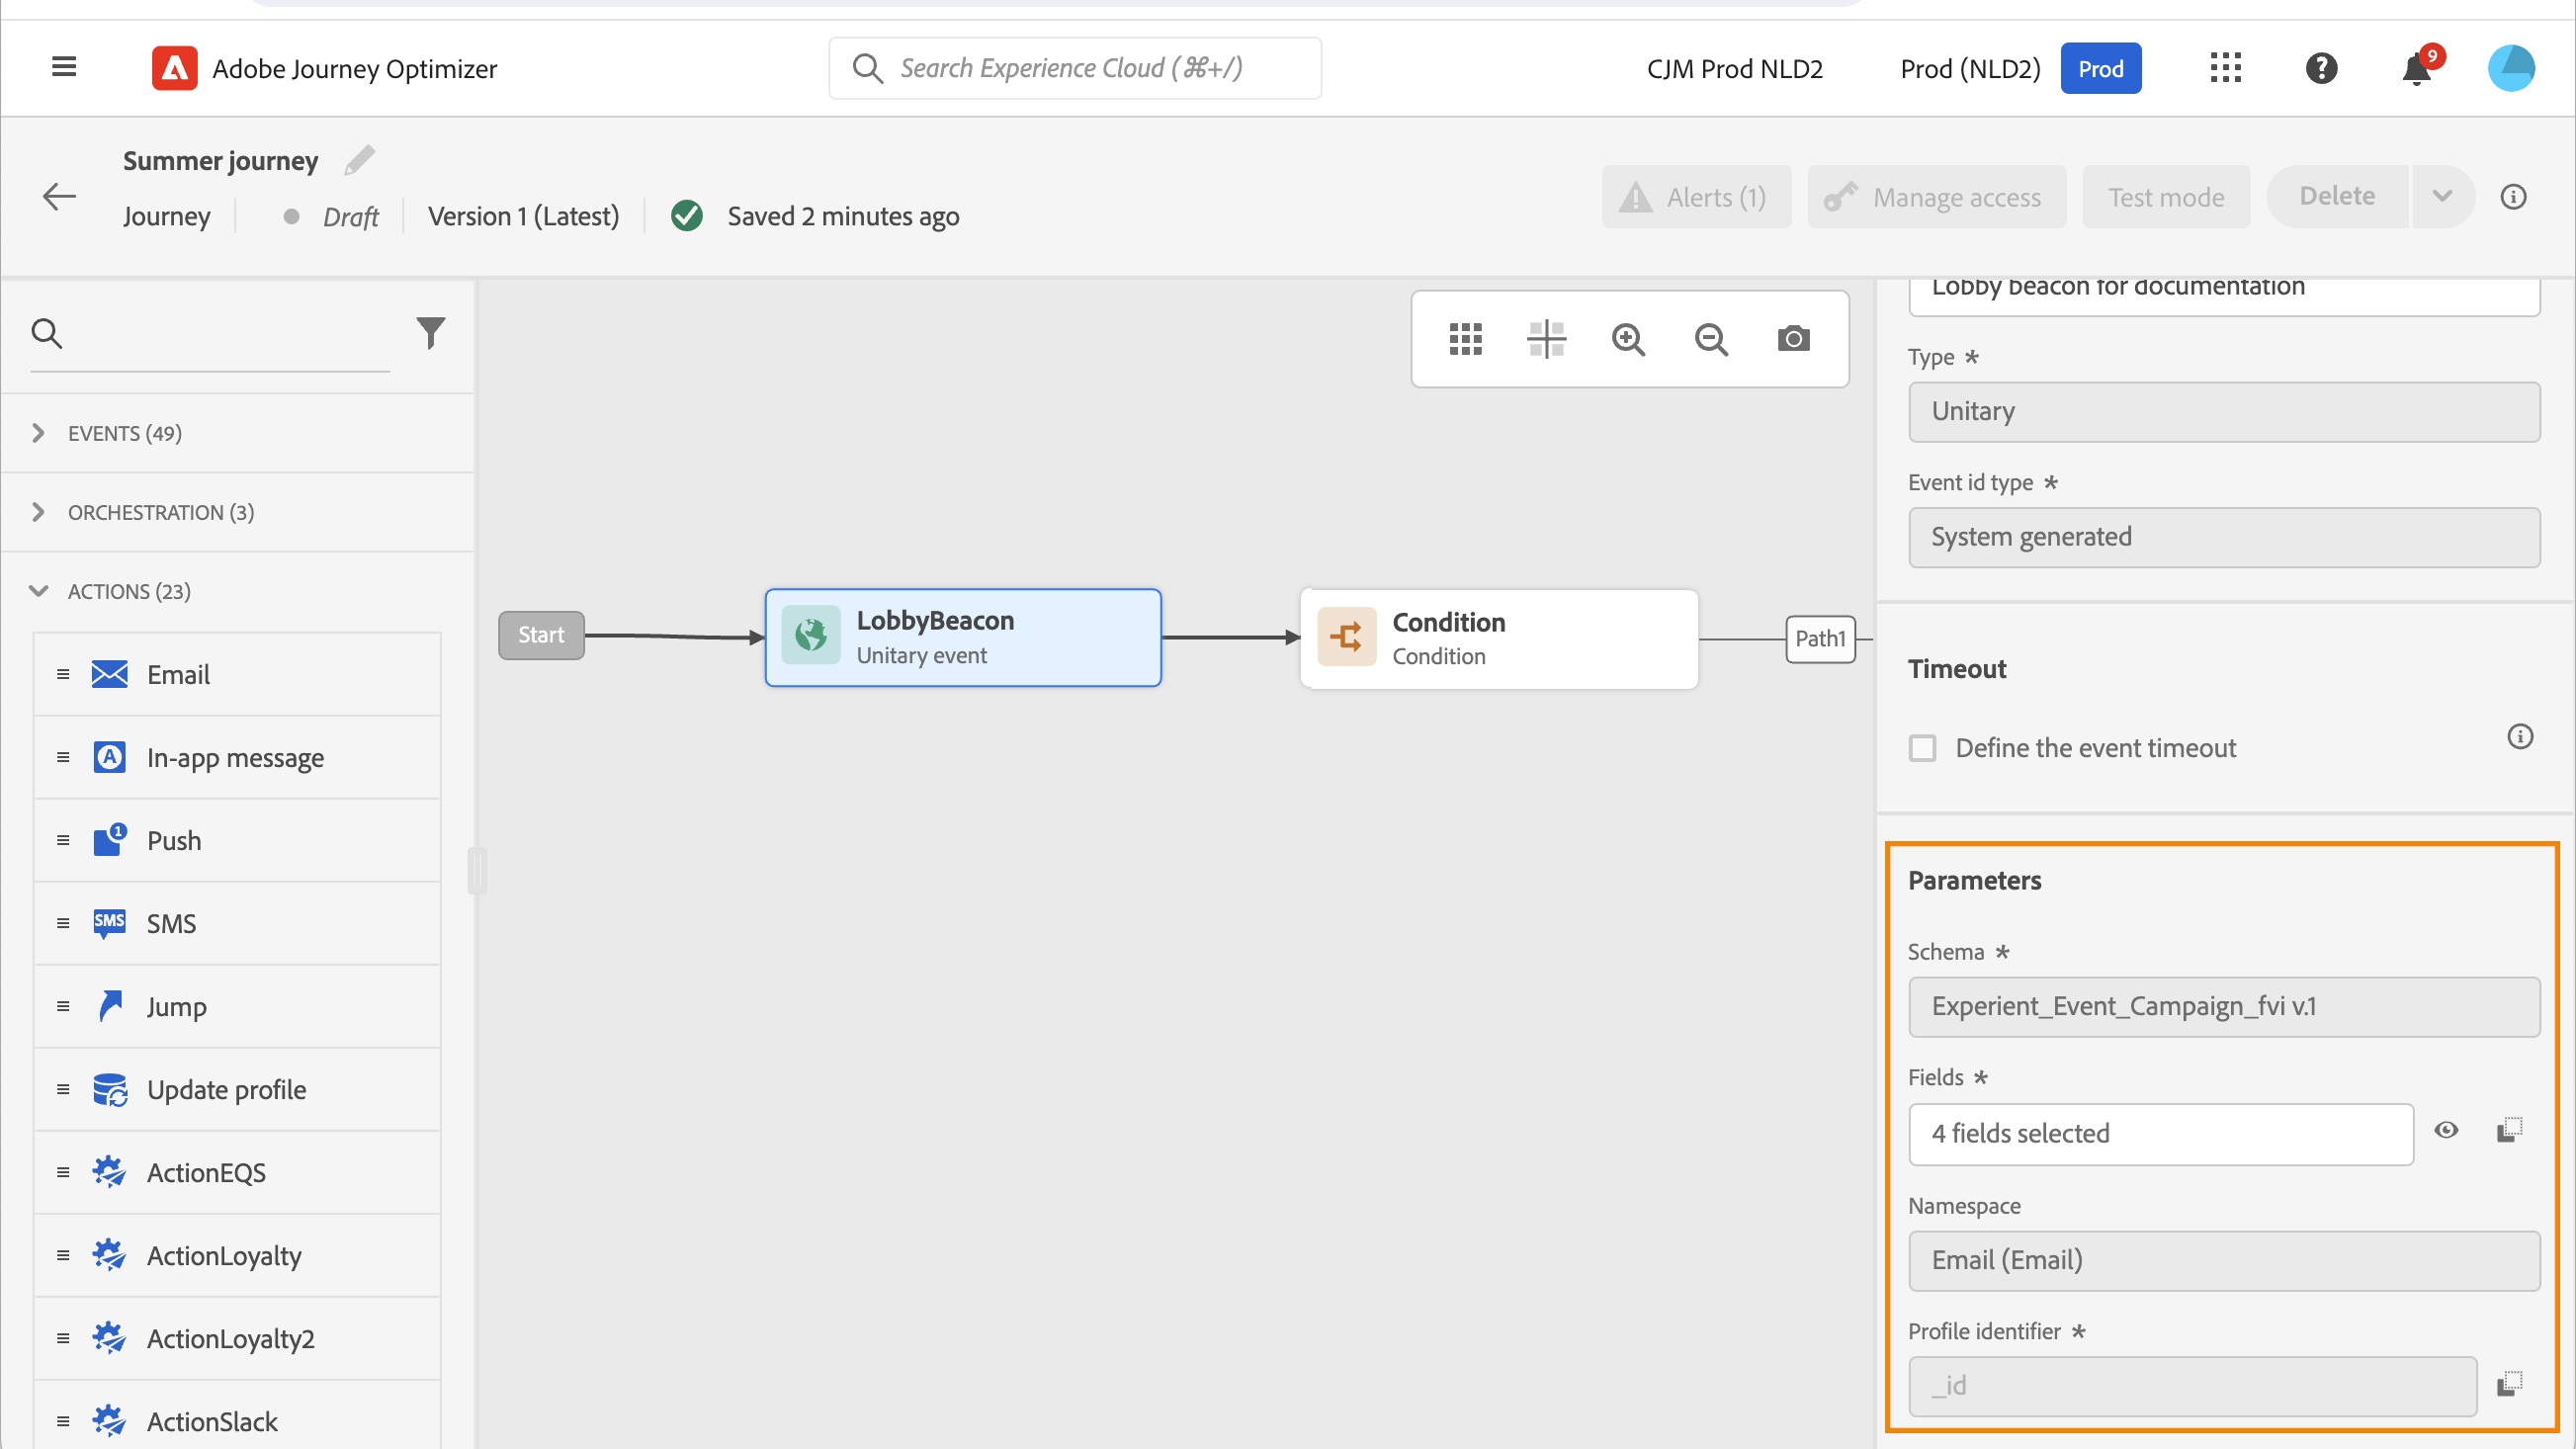 Adobe Journey Optimizer
Search Experience Cloud (⌘+/)
CJM Prod NLD2
Prod (NLD2)
Prod
9
Summer journey
Journey
Draft
Version 1 (Latest)
Saved 2 minutes ago
Alerts (1)
Manage access
Test mode
Delete
EVENTS (49)
ORCHESTRATION (3)
ACTIONS (23)
Email
A
In-app message
1
Push
SMS
SMS
Jump
Update profile
ActionEQS
ActionLoyalty
ActionLoyalty2
ActionSlack
Start
LobbyBeacon
Unitary event
Condition
Condition
Path1
Lobby beacon for documentation
Type *
Unitary
Event id type *
System generated
Timeout
Define the event timeout
Parameters
Schema *
Experient_Event_Campaign_fvi v.1
Fields *
4 fields selected
Namespace
Email (Email)
Profile identifier *
_id